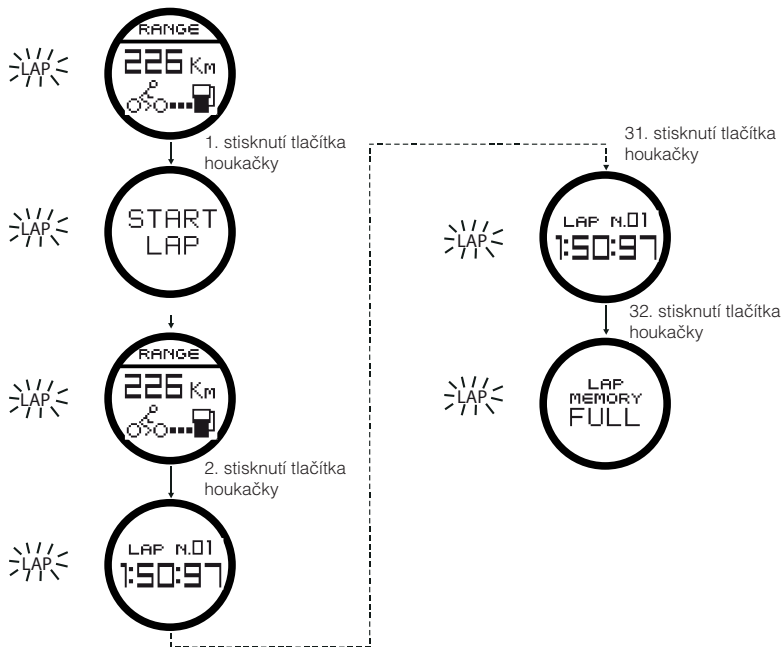 RANGE
LAP
226 Km
1. stisknutí tlačítka
houkačky
LAP
START
LAP
RANGE
LAP
226 Km
2. stisknutí tlačítka
houkačky
LAP
LAP N.01
1:50:97
31. stisknutí tlačítka
houkačky
LAP
LAP N.01
1:50:97
32. stisknutí tlačítka
houkačky
LAP
LAP
MEMORY
FULL